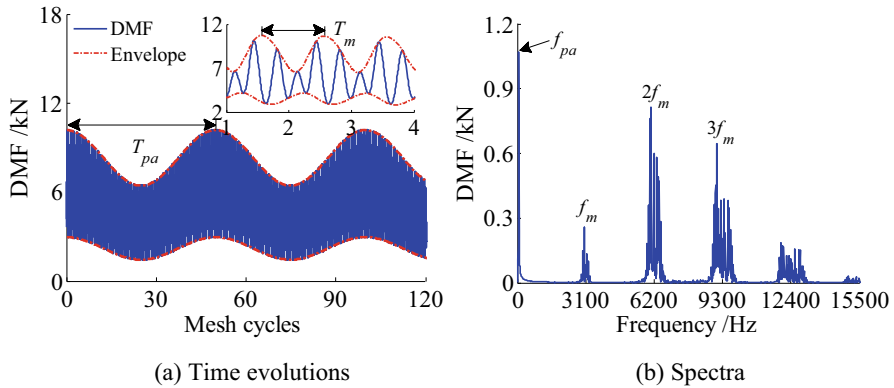 18
12
6
0
DMF /kN
DMF
Envelope
12
7
2
1 2 3 4
T_m
T_pa
0 30 60 90 120
Mesh cycles
(a) Time evolutions
1.2
0.9
0.6
0.3
0
DMF /kN
f_pa
f_m
2f_m
3f_m
0 3100 6200 9300 12400 15500
Frequency /Hz
(b) Spectra